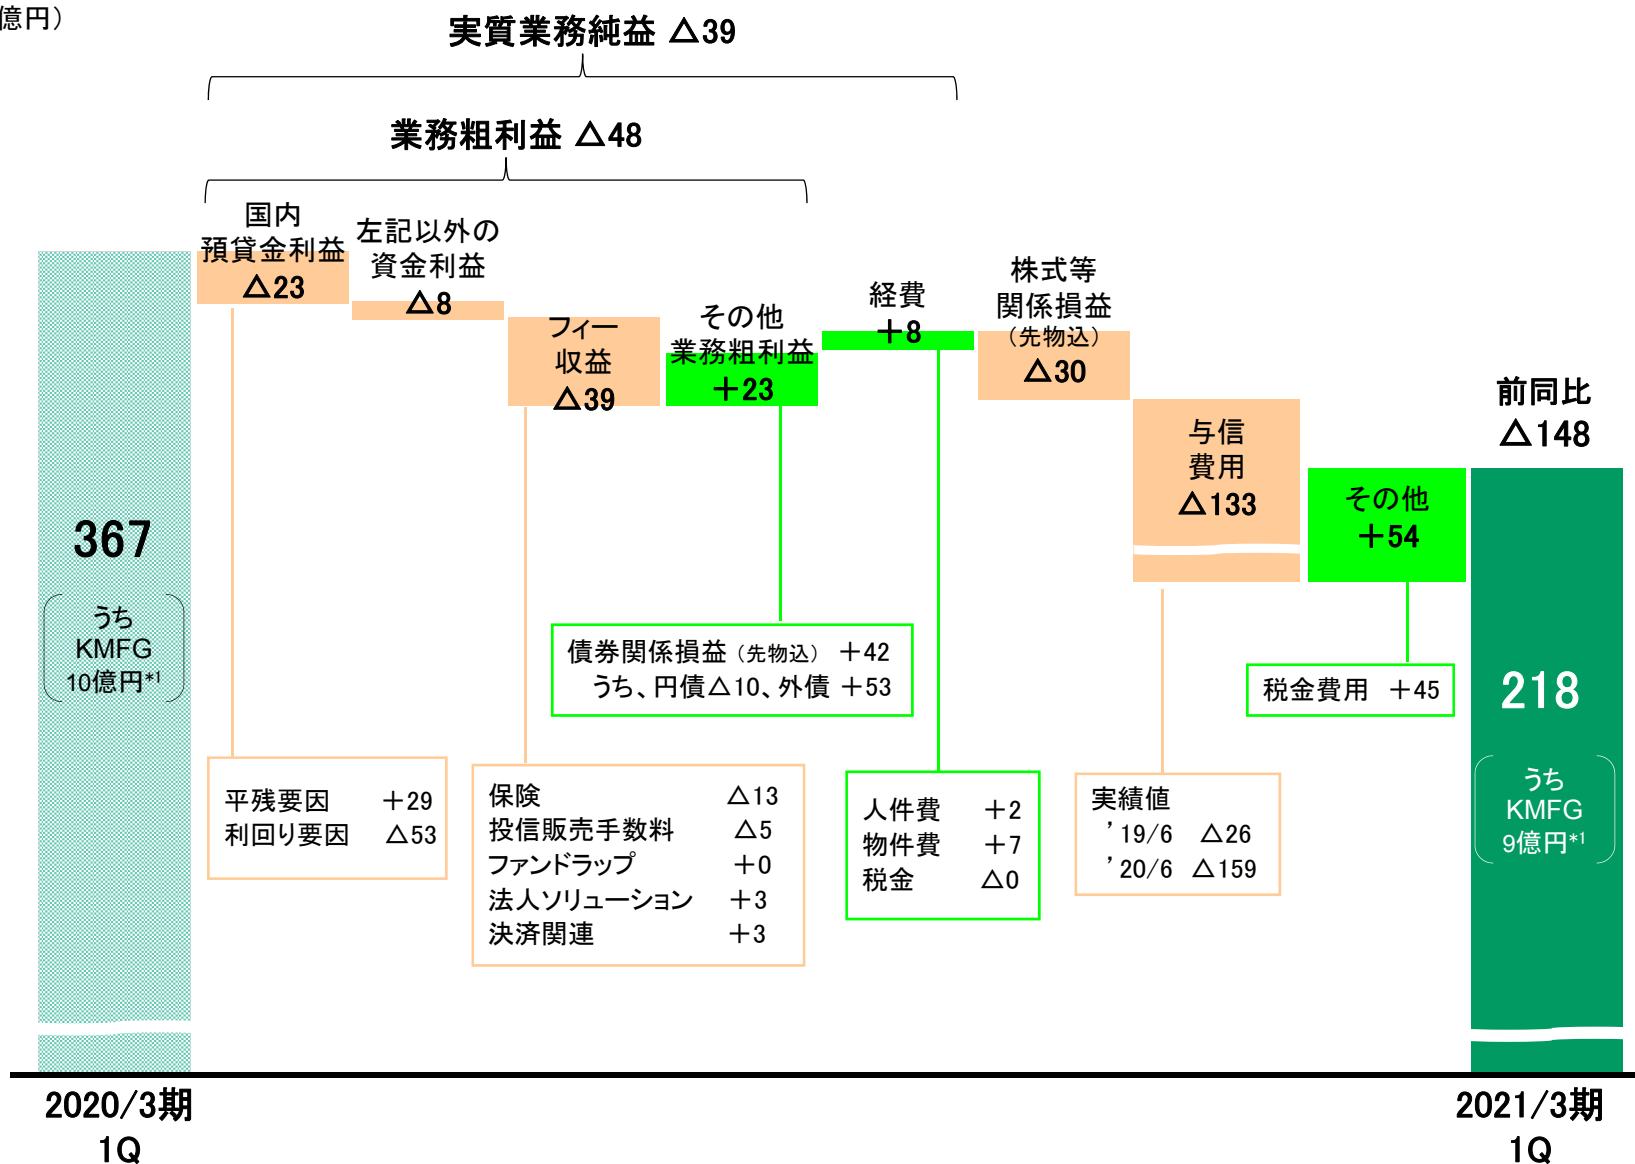 億円）
実質業務純益 △39
業務粗利益 △48
国内
預貸金利益
△23
左記以外の
資金利益
△8
フィー
収益
△39
その他
業務粗利益
＋23
経費
＋8
株式等
関係損益
（先物込）
△30
与信
費用
△133
その他
＋54
前同比
△148
367
うち
KMFG
10億円*1
218
うち
KMFG
9億円*1
債券関係損益（先物込） ＋42
うち、円債△10、外債 ＋53
税金費用 ＋45
平残要因 ＋29
利回り要因 △53
保険 △13
投信販売手数料 △5
ファンドラップ ＋0
法人ソリューション ＋3
決済関連 ＋3
人件費 ＋2
物件費 ＋7
税金 △0
実績値
’19/6 △26
’20/6 △159
2020/3期
1Q
2021/3期
1Q